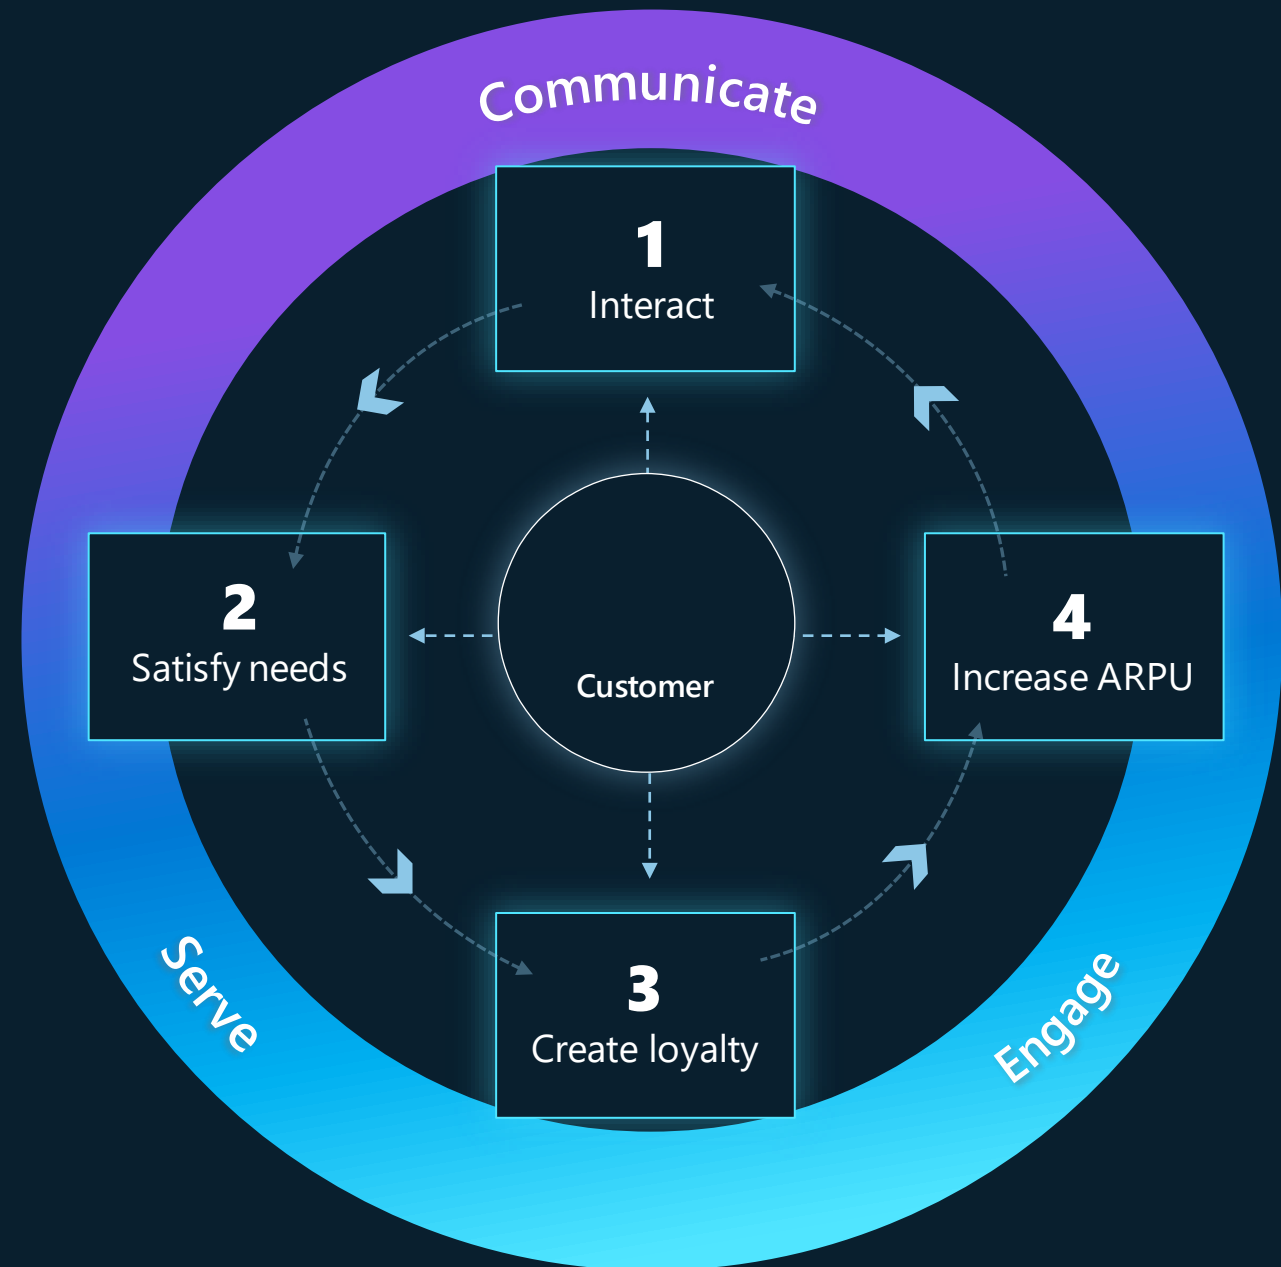 Communicate
1
Interact
2
Satisfy needs
Customer
4
Increase ARPU
3
Create loyalty
Serve
Engage